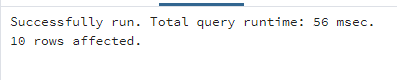 Successfully run. Total query runtime: 56 msec.
10 rows affected.